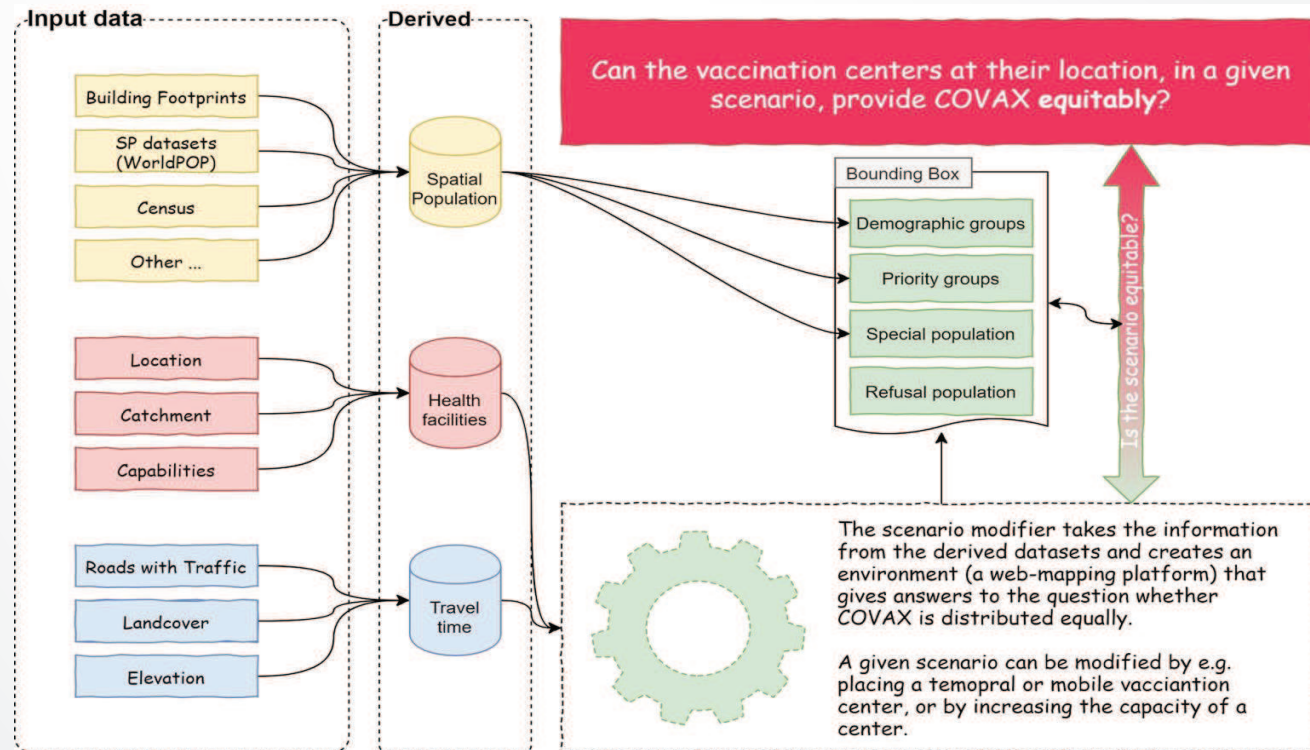 Input data
Derived
Building Footprints
SP datasets
(WorldPOP)
Census
Other ...
Location
Catchment
Capabilities
Roads with Traffic
Landcover
Elevation
Spatial
Population
Health
facilities
Travel
time
Can the vaccination centers at their location, in a given
scenario, provide COVAX equitably?
Bounding Box
Demographic groups
Priority groups
Special population
Refusal population
Is the scenario equitable?
The scenario modifier takes the information
from the derived datasets and creates an
environment (a web-mapping platform) that
gives answers to the question whether
COVAX is distributed equally.
A given scenario can be modified by e.g.
placing a temopral or mobile vacciantion
center, or by increasing the capacity of a
center.